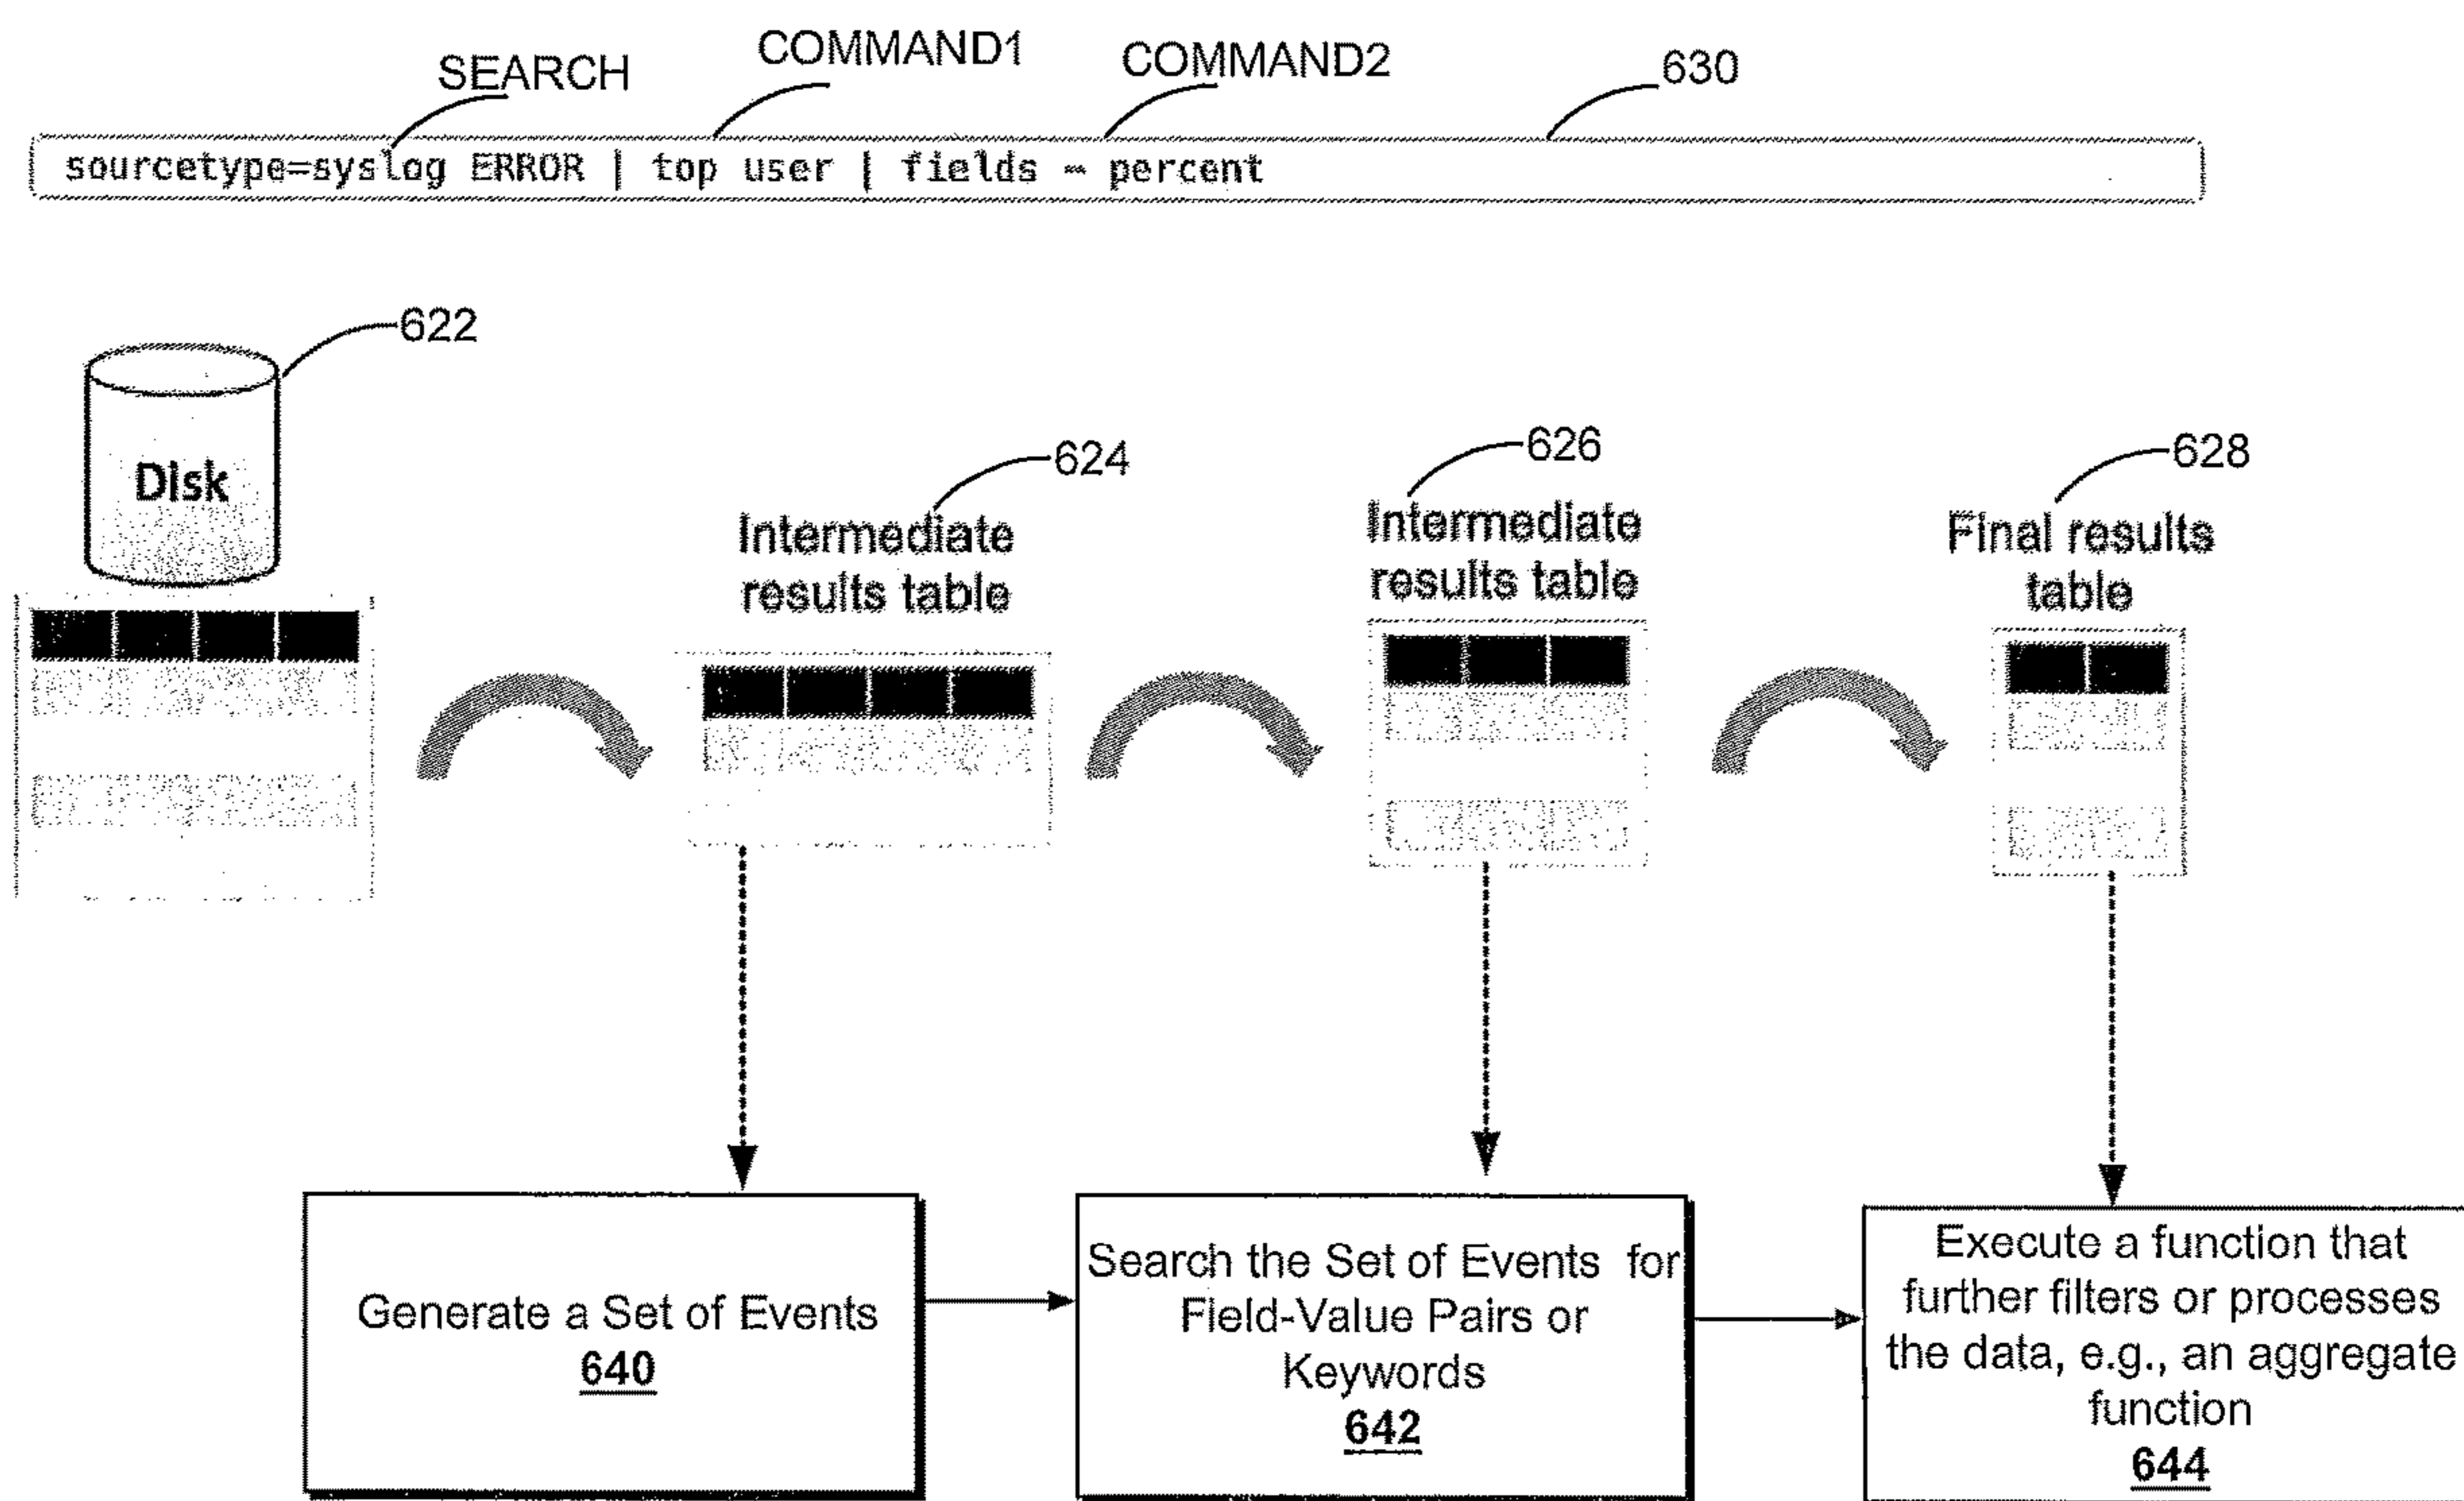 SEARCH
COMMAND1
COMMAND2
630
sourcetype=syslog ERROR | top user | fields - percent
622
Disk
624
Intermediate
results table
626
Intermediate
results table
628
Final results
table
Generate a Set of Events
640
Search the Set of Events for
Field-Value Pairs or
Keywords
642
Execute a function that
further filters or processes
the data, e.g., an aggregate
function
644